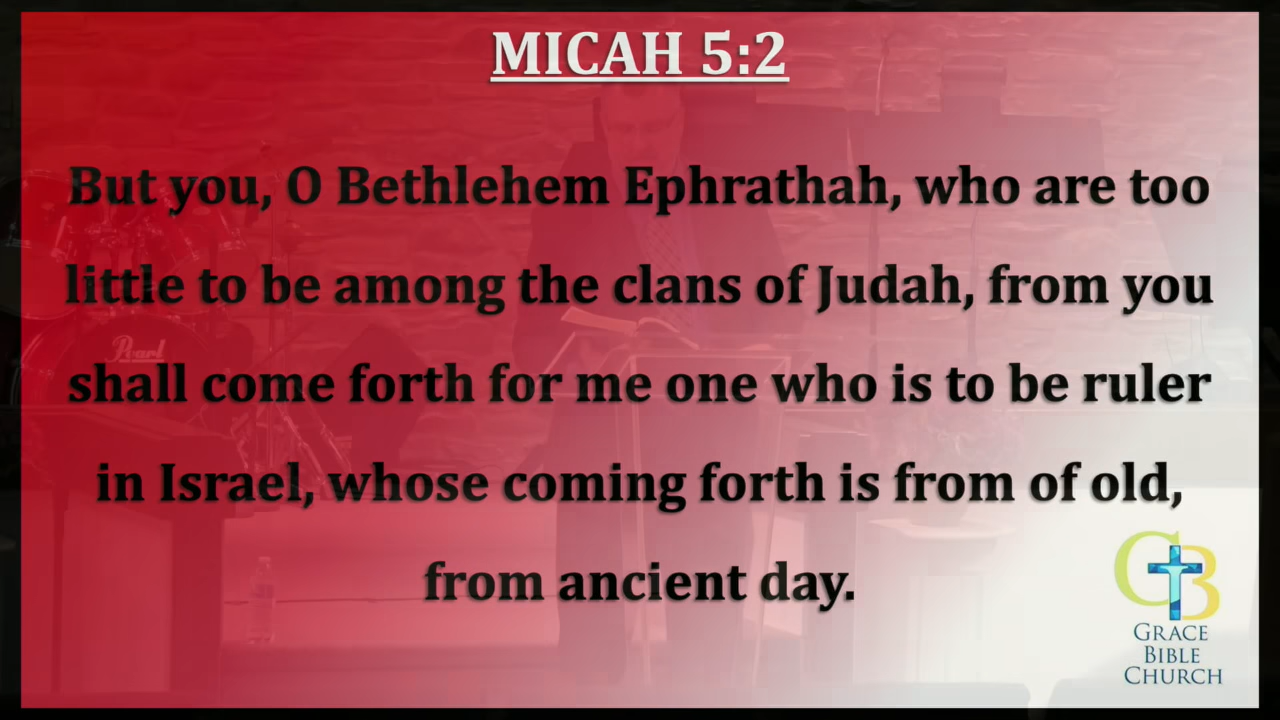 MICAH 5:2
But you, O Bethlehem Ephrathah, who are too
little to be among the clans of Judah, from you
shall come forth for me one who is to be ruler
in Israel, whose coming forth is from of old,
from ancient day.
Pearl
CB
GRACE
BIBLE
CHURCH